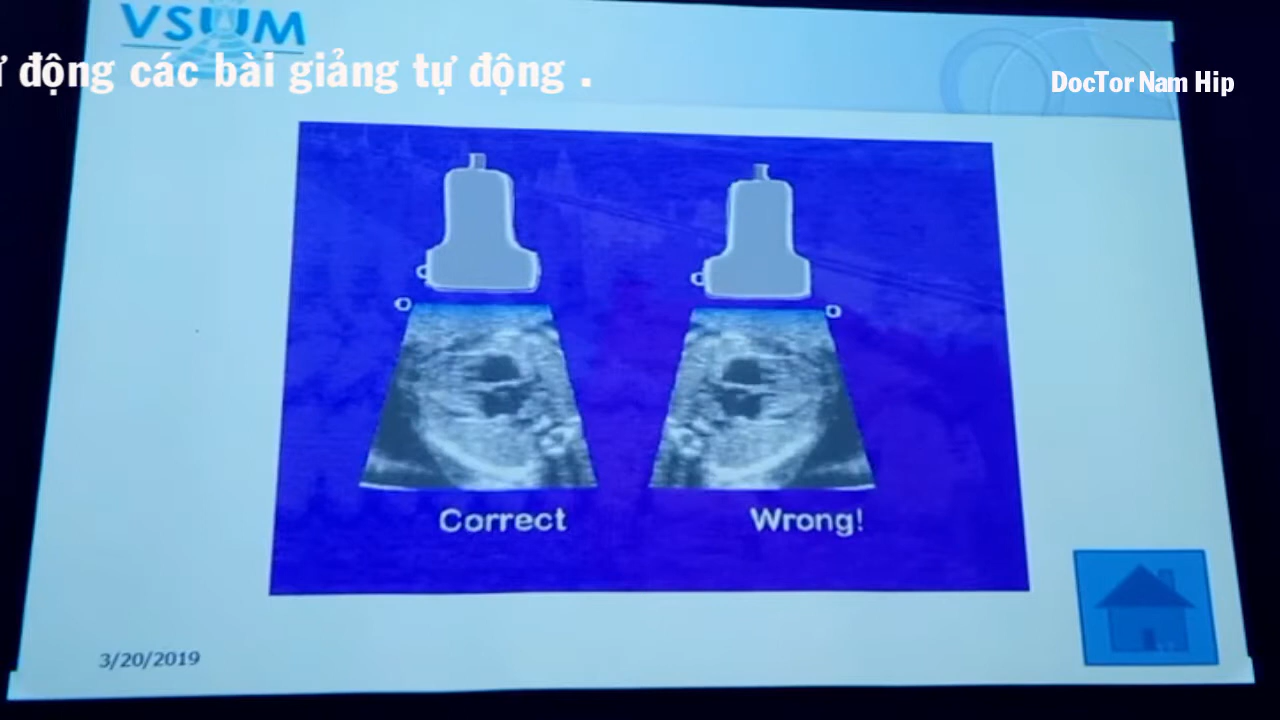 VSUM
động các bài giảng tự động .
DocTor Nam Hip
Correct
Wrong!
3/20/2019